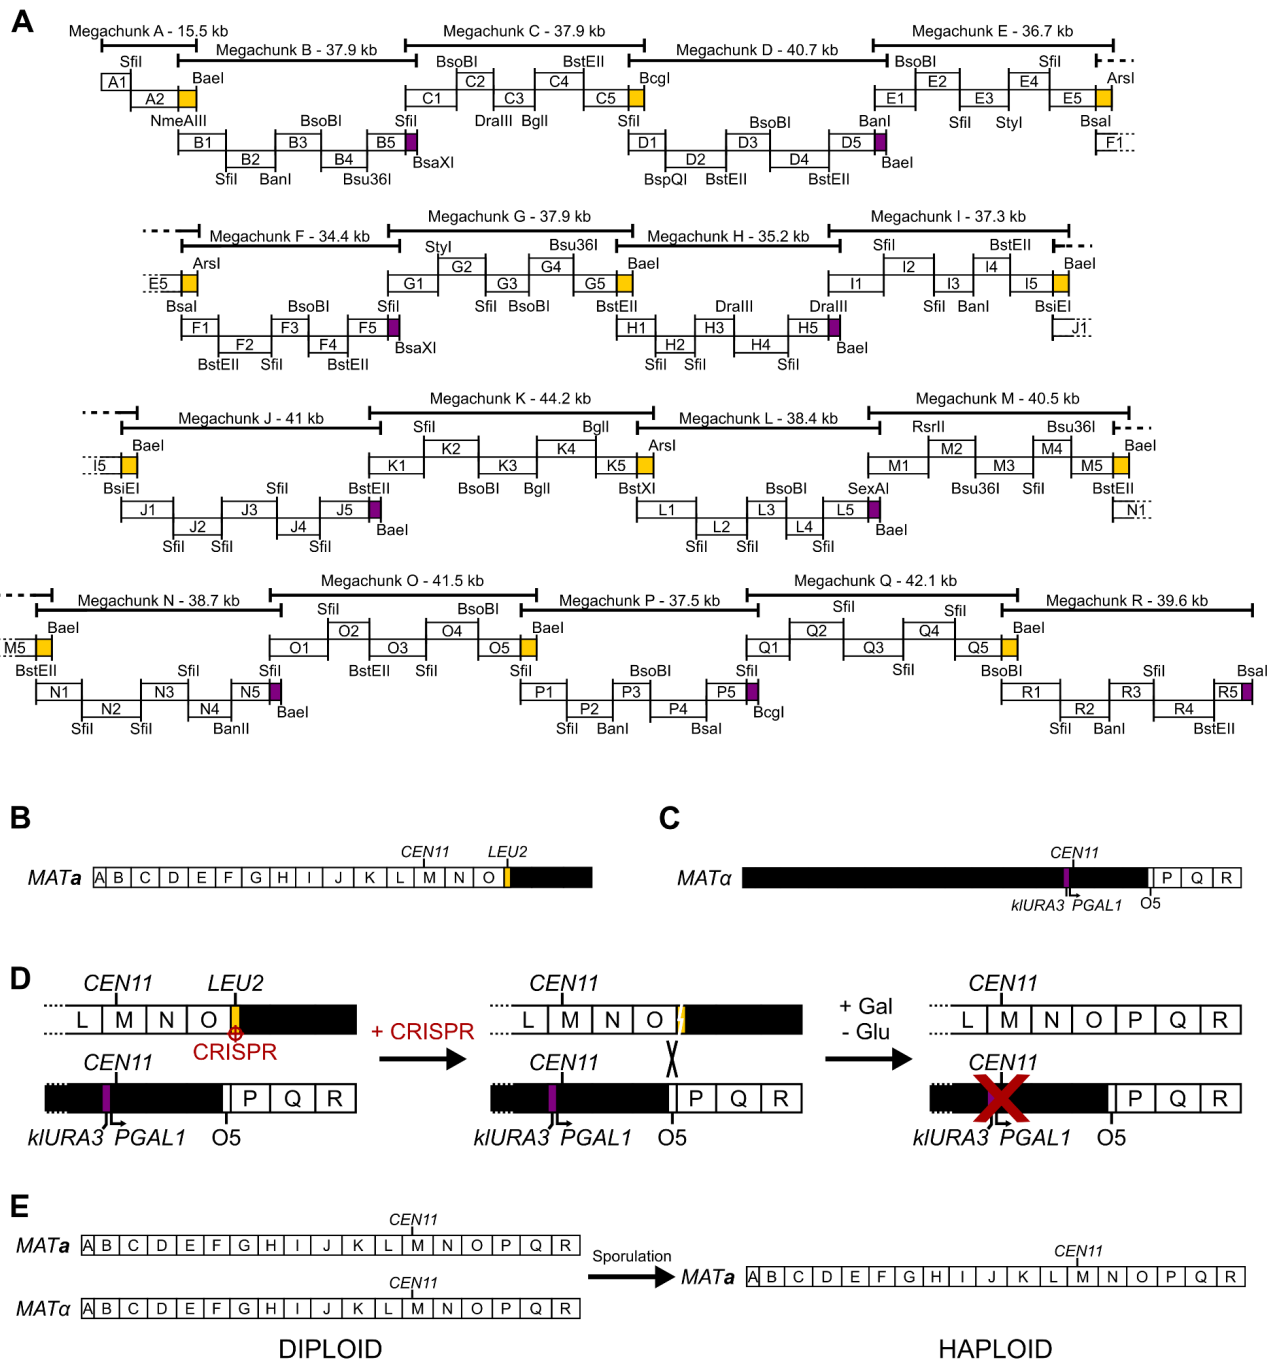 A
Megachunk A - 15.5 kb
Megachunk B - 37.9 kb
Megachunk C - 37.9 kb
Megachunk D - 40.7 kb
Megachunk E - 36.7 kb
SfiI BaeI BsoBI BstEII BcgI BsoBI SfiI ArsI
A1 A2 C1 C2 C3 C4 C5 E1 E2 E3 E4 E5
NmeAIII BsoBI SfiI DraIII BglI SfiI BsoBI BanI SfiI StyI BsaI
B1 B2 B3 B4 B5 D1 D2 D3 D4 D5 F1
SfiI BanI Bsu36I BsaXI BspQI BstEII BstEII BaeI
Megachunk F - 34.4 kb
Megachunk G - 37.9 kb
Megachunk H - 35.2 kb
Megachunk I - 37.3 kb
ArsI StyI Bsu36I BaeI SfiI BstEII BaeI
E5 G1 G2 G3 G4 G5 I1 I2 I3 I4 I5
BsaI BsoBI SfiI SfiI BsoBI BstEII DraIII DraIII SfiI BanI BsiEI
F1 F2 F3 F4 F5 H1 H2 H3 H4 H5 J1
BstEII SfiI BstEII BsaXI SfiI SfiI SfiI BaeI
Megachunk J - 41 kb
Megachunk K - 44.2 kb
Megachunk L - 38.4 kb
Megachunk M - 40.5 kb
BaeI SfiI BglI ArsI RsrII Bsu36I BaeI
I5 K1 K2 K3 K4 K5 M1 M2 M3 M4 M5
BsiEI SfiI BstEII BsoBI BglI BstXI BsoBI SexAI Bsu36I SfiI BstEII
J1 J2 J3 J4 J5 L1 L2 L3 L4 L5 N1
SfiI SfiI SfiI BaeI SfiI SfiI SfiI BaeI
Megachunk N - 38.7 kb
Megachunk O - 41.5 kb
Megachunk P - 37.5 kb
Megachunk Q - 42.1 kb
Megachunk R - 39.6 kb
BaeI SfiI BsoBI BaeI SfiI SfiI BaeI
M5 O1 O2 O3 O4 O5 Q1 Q2 Q3 Q4 Q5
BstEII SfiI SfiI BstEII SfiI SfiI BsoBI SfiI SfiI BsoBI SfiI BsaI
N1 N2 N3 N4 N5 P1 P2 P3 P4 P5 R1 R2 R3 R4 R5
SfiI SfiI BanII BaeI SfiI BanI BsaI BcgI SfiI BanI BstEII
B
CEN11 LEU2
MATa A B C D E F G H I J K L M N O
C
CEN11
MATα P Q R
klURA3 PGAL1 O5
D
CEN11 LEU2
L M N O
CRISPR
CEN11
P Q R
klURA3 PGAL1 O5
+ CRISPR
CEN11
L M N O
CEN11
P Q R
klURA3 PGAL1 O5
+ Gal
- Glu
CEN11
L M N O P Q R
CEN11
P Q R
klURA3 PGAL1 O5
E
CEN11
MATa A B C D E F G H I J K L M N O P Q R
CEN11
MATα A B C D E F G H I J K L M N O P Q R
DIPLOID
Sporulation
CEN11
MATa A B C D E F G H I J K L M N O P Q R
HAPLOID